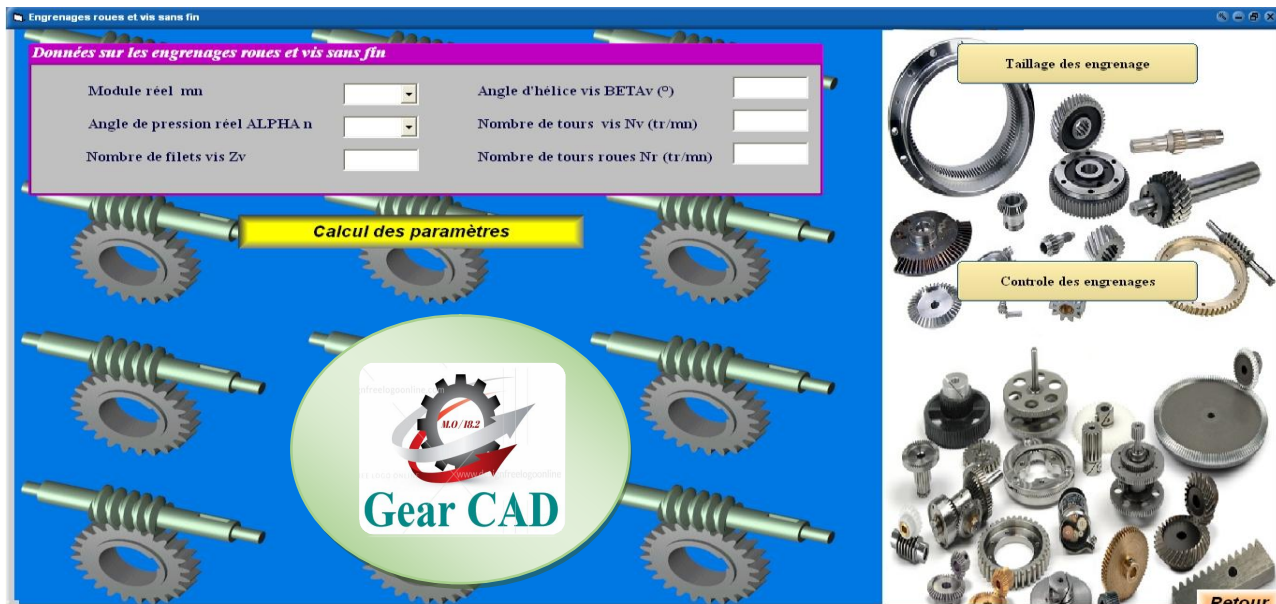 Engrenages roues et vis sans fin
Données sur les engrenages roues et vis sans fin
Module réel mn
Angle d'hélice vis BETAv (°)
Angle de pression réel ALPHA n
Nombre de tours vis Nv (tr/mn)
Nombre de filets vis Zv
Nombre de tours roues Nr (tr/mn)
Calcul des paramètres
Taillage des engrenage
Controle des engrenages
M.O/18.2
Gear CAD
Retour